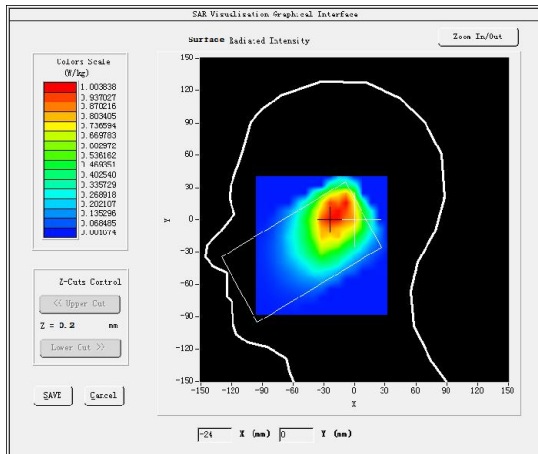 SAR Visualisation Graphical Interface
Surface Radiated Intensity
Zoom In/Out
Colors Scale
(W/kg)
1.003838
0.937027
0.870216
0.803405
0.736594
0.669783
0.602972
0.536162
0.469351
0.402540
0.335729
0.268918
0.202107
0.135296
0.068485
0.001674
Z-Cuts Control
<< Upper Cut
Z = 0.2 mm
Lower Cut >>
SAVE
Cancel
150
120
90
60
30
0
-30
-60
-90
-120
-150
Y
-150 -120 -90 -60 -30 0 30 60 90 120 150
X
-24 X (mm) 0 Y (mm)